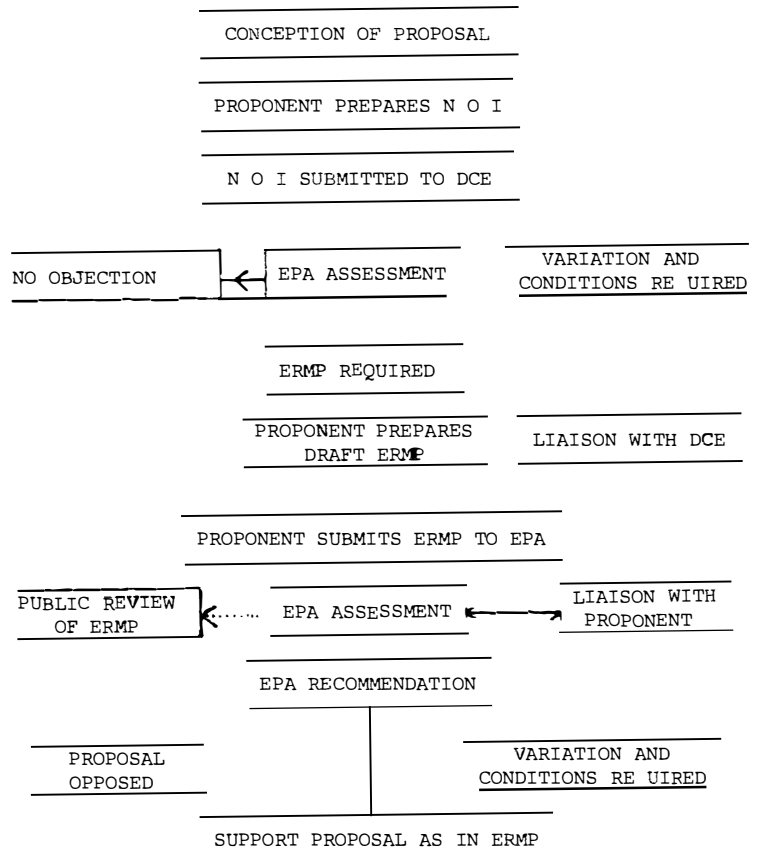 CONCEPTION OF PROPOSAL
PROPONENT PREPARES N O I
N O I SUBMITTED TO DCE
NO OBJECTION
EPA ASSESSMENT
VARIATION AND
CONDITIONS RE UIRED
ERMP REQUIRED
PROPONENT PREPARES
DRAFT ERMP
LIAISON WITH DCE
PROPONENT SUBMITS ERMP TO EPA
PUBLIC REVIEW
OF ERMP
EPA ASSESSMENT
LIAISON WITH
PROPONENT
EPA RECOMMENDATION
PROPOSAL
OPPOSED
VARIATION AND
CONDITIONS RE UIRED
SUPPORT PROPOSAL AS IN ERMP